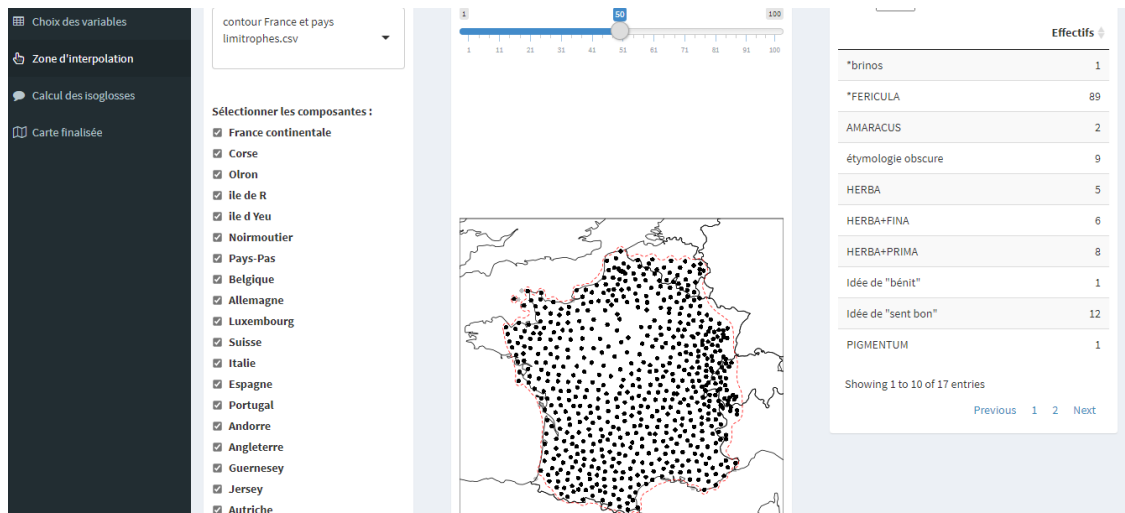 Choix des variables
Zone d'interpolation
Calcul des isoglosses
Carte finalisée
contour France et pays
limitrophes.csv
Sélectionner les composantes :
France continentale
Corse
Olron
ile de R
ile d Yeu
Noirmoutier
Pays-Pas
Belgique
Allemagne
Luxembourg
Suisse
Italie
Espagne
Portugal
Andorre
Angleterre
Guernesey
Jersey
Autriche
1 50 100
1 11 21 31 41 51 61 71 81 91 100
Effectifs
*brinos 1
*FERICULA 89
AMARACUS 2
étymologie obscure 9
HERBA 5
HERBA+FINA 6
HERBA+PRIMA 8
Idée de "bénit" 1
Idée de "sent bon" 12
PIGMENTUM 1
Showing 1 to 10 of 17 entries
Previous 1 2 Next